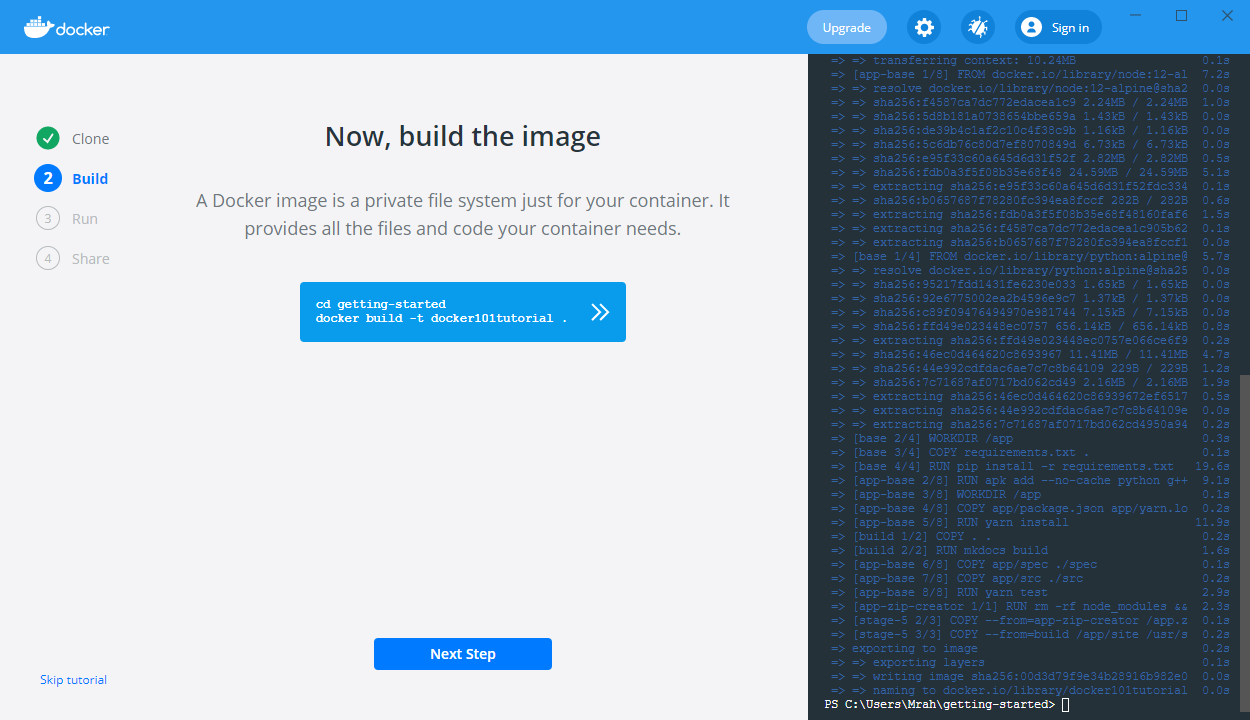 docker
Upgrade
Sign in
Clone
2 Build
3 Run
4 Share
Now, build the image
A Docker image is a private file system just for your container. It
provides all the files and code your container needs.
cd getting-started
docker build -t docker101tutorial .
Next Step
Skip tutorial
=> => transferring context: 10.24MB 0.1s
=> [app-base 1/8] FROM docker.io/library/node:12-al 7.2s
=> => resolve docker.io/library/node:12-alpine@sha2 0.0s
=> => sha256:f4587ca7dc772edacea1c9 2.24MB / 2.24MB 1.0s
=> => sha256:5d8b181a0738654bbe659a 1.43kB / 1.43kB 0.0s
=> => sha256:de39b4c1af2c10c4f38c9b 1.16kB / 1.16kB 0.0s
=> => sha256:5c6db76c80d7ef8070849d 6.73kB / 6.73kB 0.0s
=> => sha256:e95f33c60a645d6d31f52f 2.82MB / 2.82MB 0.5s
=> => sha256:fdb0a3f5f08b35e68f48 24.59MB / 24.59MB 5.1s
=> => extracting sha256:e95f33c60a645d6d31f52fdc334 0.1s
=> => sha256:b0657687f78280fc394ea8fccf 282B / 282B 0.6s
=> => extracting sha256:fdb0a3f5f08b35e68f48160faf6 1.5s
=> => extracting sha256:f4587ca7dc772edacea1c905b62 0.1s
=> => extracting sha256:b0657687f78280fc394ea8fccf1 0.0s
=> [base 1/4] FROM docker.io/library/python:alpine@ 5.7s
=> => resolve docker.io/library/python:alpine@sha25 0.0s
=> => sha256:95217fdd1431fe6230e033 1.65kB / 1.65kB 0.0s
=> => sha256:92e6775002ea2b4596e9c7 1.37kB / 1.37kB 0.0s
=> => sha256:c89f09476494970e981744 7.15kB / 7.15kB 0.0s
=> => sha256:ffd49e023448ec0757 656.14kB / 656.14kB 0.8s
=> => extracting sha256:ffd49e023448ec0757e066ce6f9 0.2s
=> => sha256:46ec0d464620c8693967 11.41MB / 11.41MB 4.7s
=> => sha256:44e992cdfdac6ae7c7c8b64109 229B / 229B 1.2s
=> => sha256:7c71687af0717bd062cd49 2.16MB / 2.16MB 1.9s
=> => extracting sha256:46ec0d464620c86939672ef6517 0.5s
=> => extracting sha256:44e992cdfdac6ae7c7c8b64109e 0.0s
=> => extracting sha256:7c71687af0717bd062cd4950a94 0.2s
=> [base 2/4] WORKDIR /app 0.3s
=> [base 3/4] COPY requirements.txt . 0.1s
=> [base 4/4] RUN pip install -r requirements.txt 19.6s
=> [app-base 2/8] RUN apk add --no-cache python g++ 9.1s
=> [app-base 3/8] WORKDIR /app 0.1s
=> [app-base 4/8] COPY app/package.json app/yarn.lo 0.2s
=> [app-base 5/8] RUN yarn install 11.9s
=> [build 1/2] COPY . . 0.2s
=> [build 2/2] RUN mkdocs build 1.6s
=> [app-base 6/8] COPY app/spec ./spec 0.1s
=> [app-base 7/8] COPY app/src ./src 0.2s
=> [app-base 8/8] RUN yarn test 2.9s
=> [app-zip-creator 1/1] RUN rm -rf node_modules && 2.3s
=> [stage-5 2/3] COPY --from=app-zip-creator /app.z 0.1s
=> [stage-5 3/3] COPY --from=build /app/site /usr/s 0.2s
=> exporting to image 0.2s
=> => exporting layers 0.1s
=> => writing image sha256:00d3d79f9e34b28916b982e0 0.0s
=> => naming to docker.io/library/docker101tutorial 0.0s
PS C:\Users\Mrah\getting-started>